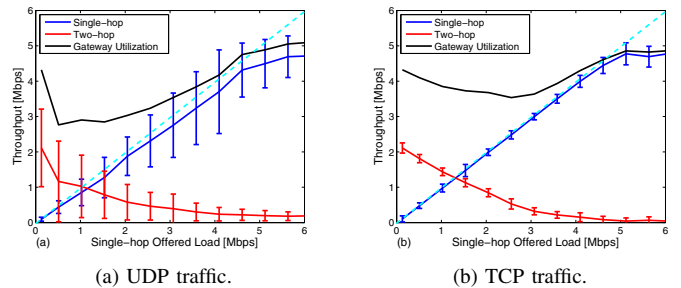 Single-hop
Two-hop
Gateway Utilization
Throughput [Mbps]
6
5
4
3
2
1
0
0 1 2 3 4 5 6
(a) Single-hop Offered Load [Mbps]
(a) UDP traffic.
Single-hop
Two-hop
Gateway Utilization
Throughput [Mbps]
6
5
4
3
2
1
0
0 1 2 3 4 5 6
(b) Single-hop Offered Load [Mbps]
(b) TCP traffic.